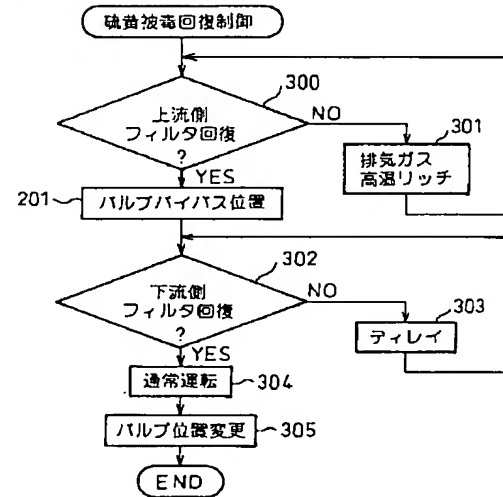 硫黄被毒回復制御
300
上流側
フィルタ回復
?
NO
301
排気ガス
高温リッチ
YES
201
バルブバイパス位置
302
下流側
フィルタ回復
?
NO
303
ディレイ
YES
通常運転
304
バルブ位置変更
305
END